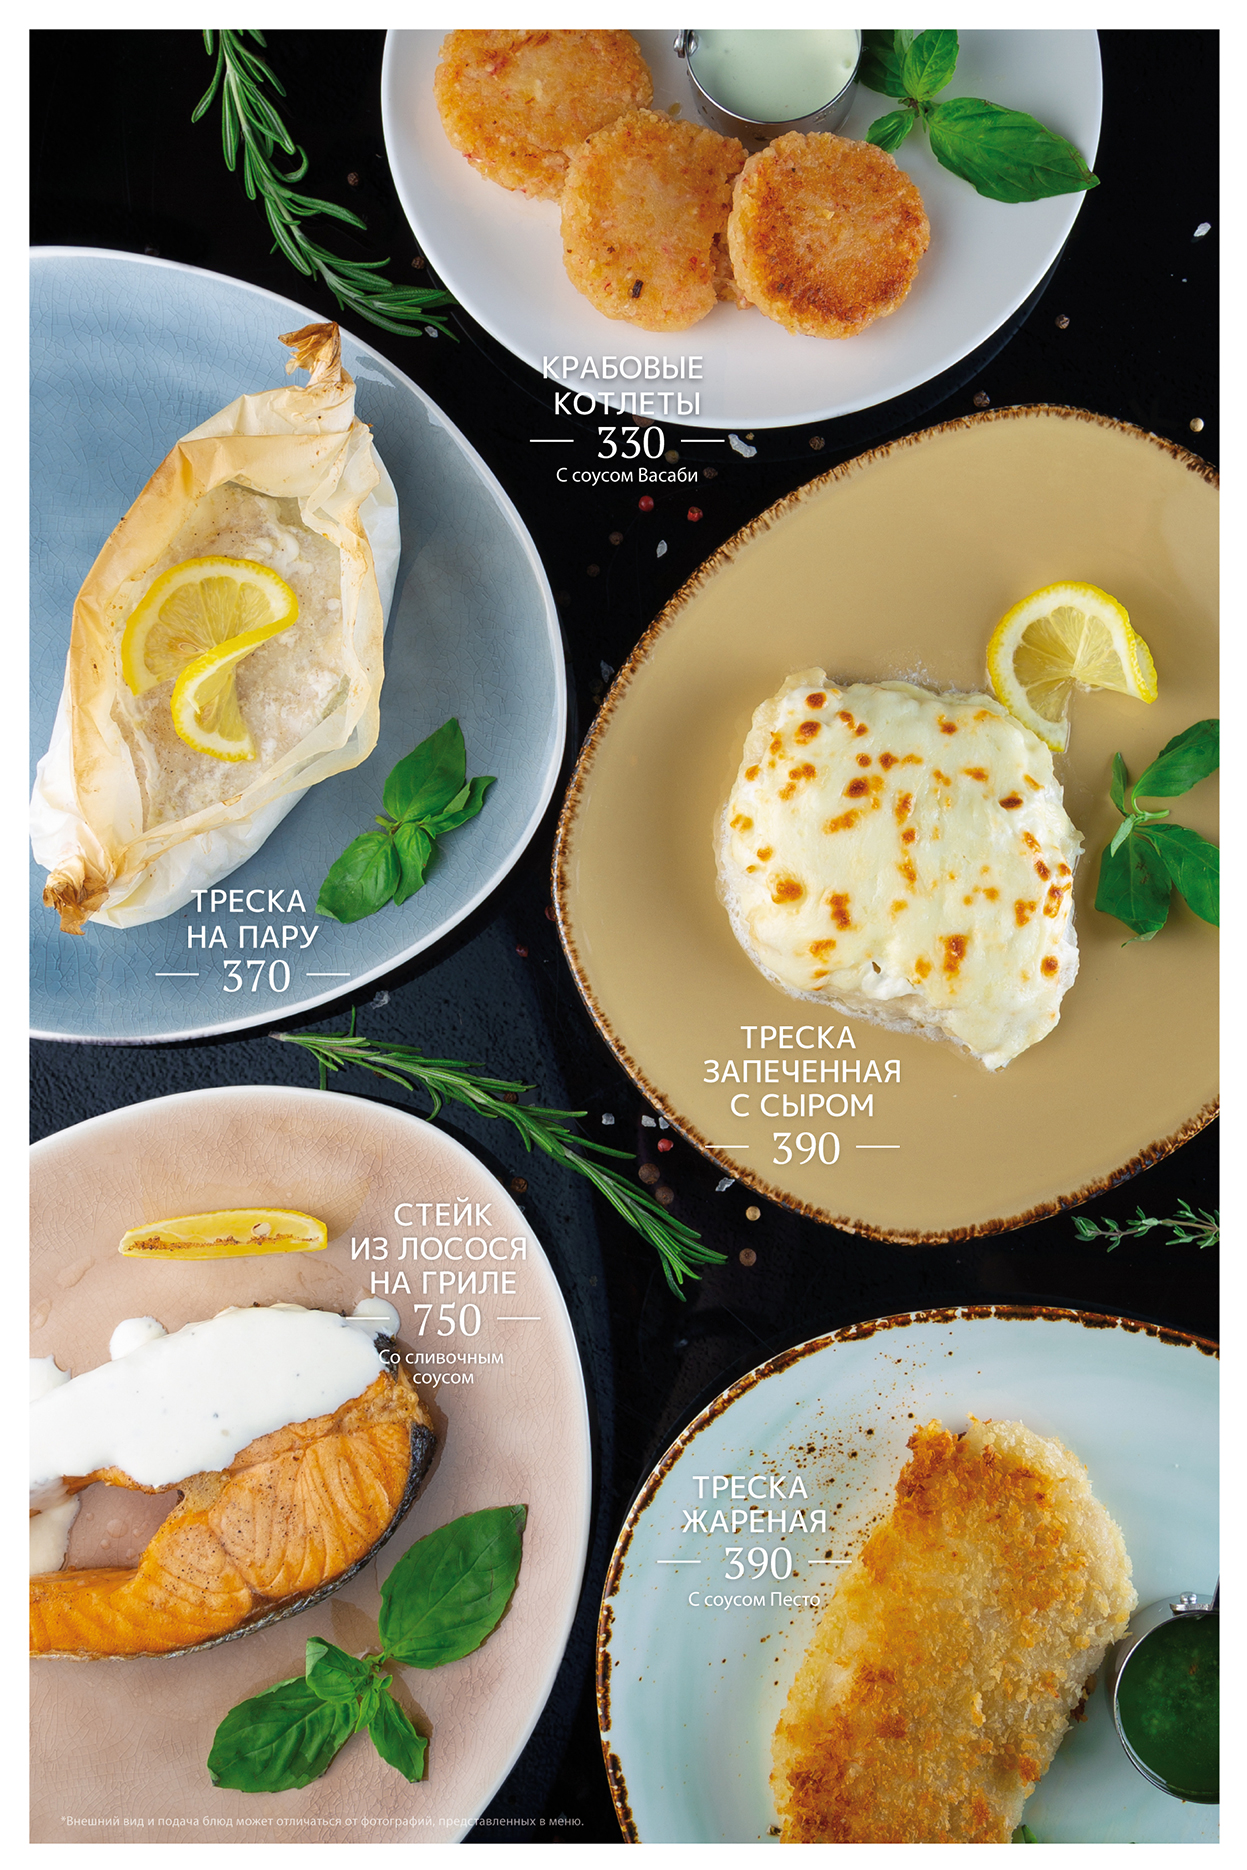 КРАБОВЫЕ
КОТЛЕТЫ
330
С соусом Васаби
ТРЕСКА
НА ПАРУ
370
ТРЕСКА
ЗАПЕЧЕННАЯ
С СЫРОМ
390
СТЕЙК
ИЗ ЛОСОСЯ
НА ГРИЛЕ
750
Со сливочным
соусом
ТРЕСКА
ЖАРЕНАЯ
390
С соусом Песто
*Внешний вид и подача блюд может отличаться от фотографий, представленных в меню.